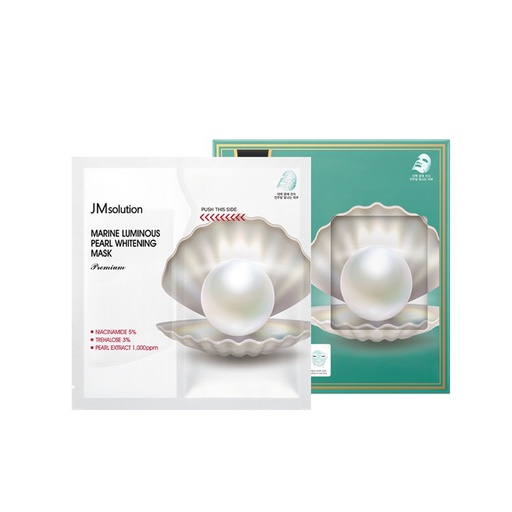 JMsolution
MARINE LUMINOUS
PEARL WHITENING
MASK
Premium
• NIACINAMIDE 5%
• TREHALOSE 3%
• PEARL EXTRACT 1,000ppm
PUSH THIS SIDE